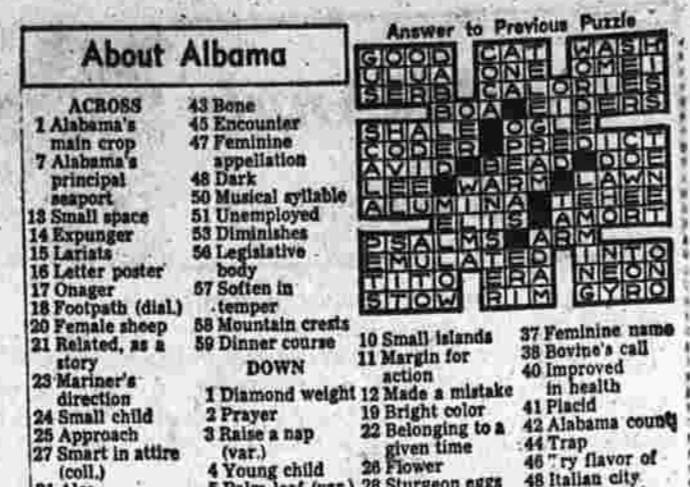 About Albama
ACROSS
1 Alabama's
main crop
7 Alabama's
principal
seaport
13 Small space
14 Expunger
15 Lariats
16 Letter poster
17 Onager
18 Footpath (dial.)
20 Female sheep
21 Related, as a
story
23 Mariner's
direction
24 Small child
25 Approach
27 Smart in attire
(coll.)
43 Bone
45 Encounter
47 Feminine
appellation
48 Dark
50 Musical syllable
51 Unemployed
53 Diminishes
56 Legislative
body
57 Soften in
temper
58 Mountain crests
59 Dinner course
DOWN
1 Diamond weight
2 Prayer
3 Raise a nap
(var.)
4 Young child
Answer to Previous Puzzle
GOOD CAT WASH
ULUA ONE OMEI
SERB CALORIES
BOA EIDERS
SHALE OGLE
CODER PREDICT
AVID BEAD DOE
LEE WARM LAWN
ALUMINA TEHEE
ELIS AMORT
PSALMS ARM
EMULATED INTO
TITO ERA NEON
STOW RIM GYRO
10 Small islands
11 Margin for
action
12 Made a mistake
19 Bright color
22 Belonging to a
given time
26 Flower
28 Sturgeon eggs
37 Feminine name
38 Bovine's call
40 Improved
in health
41 Placid
42 Alabama county
44 Trap
46 ry flavor of
48 Italian city